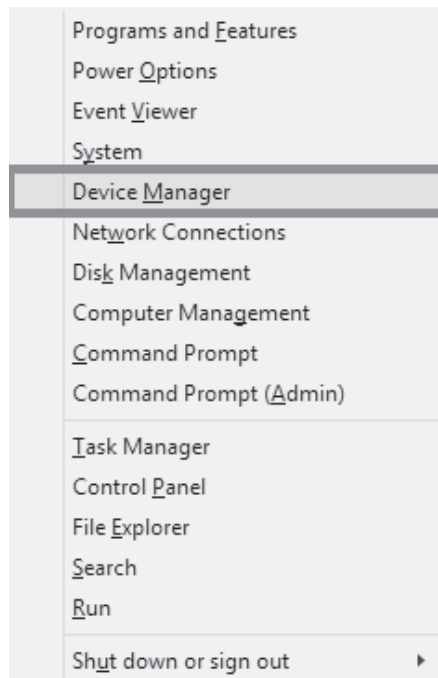 Programs and Features
Power Options
Event Viewer
System
Device Manager
Network Connections
Disk Management
Computer Management
Command Prompt
Command Prompt (Admin)
Task Manager
Control Panel
File Explorer
Search
Run
Shut down or sign out